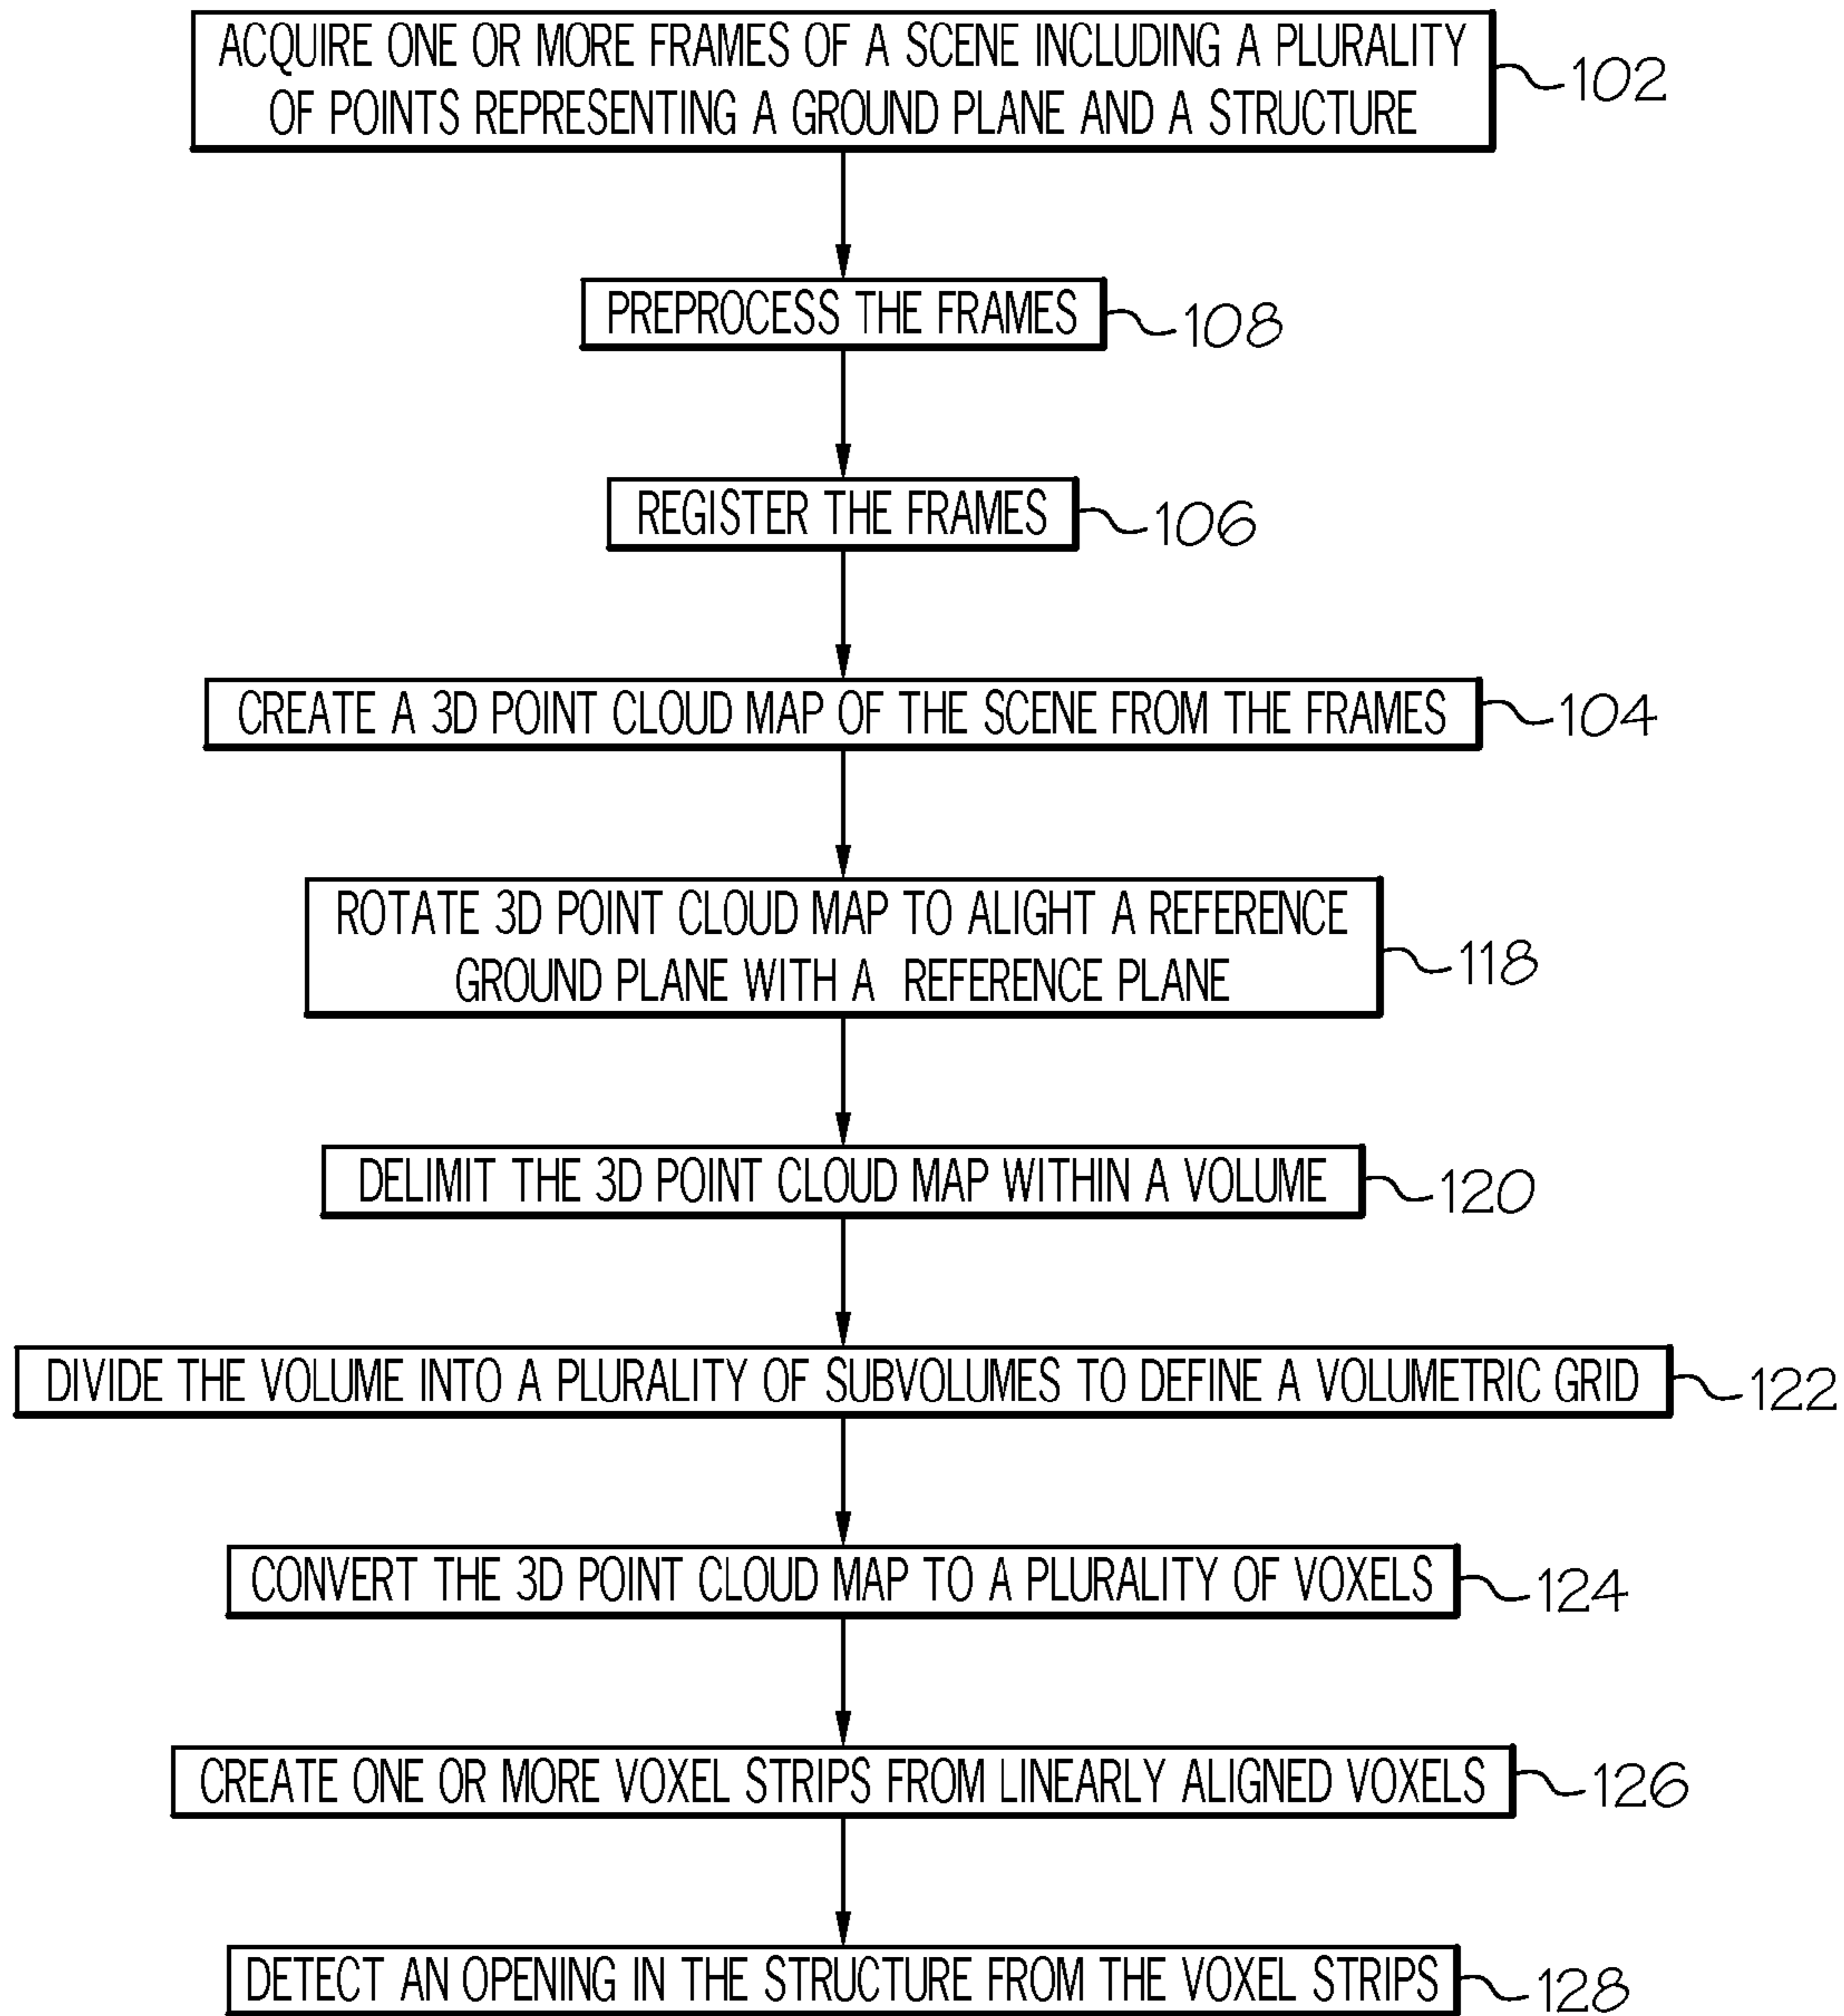 ACQUIRE ONE OR MORE FRAMES OF A SCENE INCLUDING A PLURALITY
OF POINTS REPRESENTING A GROUND PLANE AND A STRUCTURE
102
PREPROCESS THE FRAMES
108
REGISTER THE FRAMES
106
CREATE A 3D POINT CLOUD MAP OF THE SCENE FROM THE FRAMES
104
ROTATE 3D POINT CLOUD MAP TO ALIGHT A REFERENCE
GROUND PLANE WITH A REFERENCE PLANE
118
DELIMIT THE 3D POINT CLOUD MAP WITHIN A VOLUME
120
DIVIDE THE VOLUME INTO A PLURALITY OF SUBVOLUMES TO DEFINE A VOLUMETRIC GRID
122
CONVERT THE 3D POINT CLOUD MAP TO A PLURALITY OF VOXELS
124
CREATE ONE OR MORE VOXEL STRIPS FROM LINEARLY ALIGNED VOXELS
126
DETECT AN OPENING IN THE STRUCTURE FROM THE VOXEL STRIPS
128